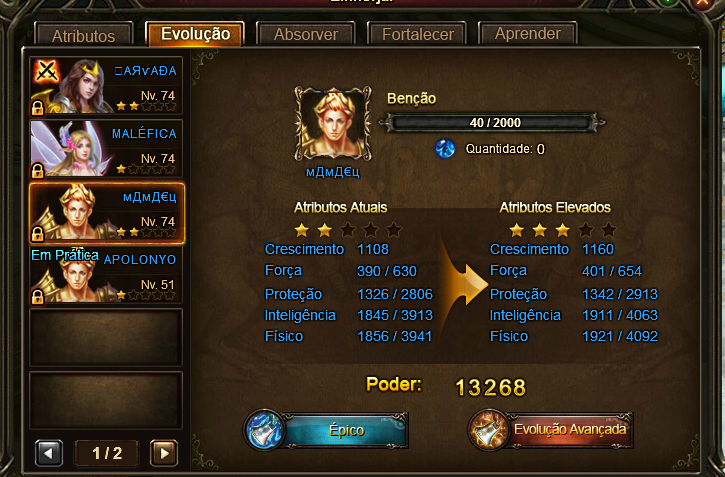 Atributos Evolução Absorver Fortalecer Aprender
□АЯvАĐА
Nv. 74
MALÉFICA
Nv. 74
мДмД€ц
Nv. 74
Em Prática
APOLONYO
Nv. 51
1 / 2
Benção
40 / 2000
Quantidade: 0
мДмД€ц
Atributos Atuais
Crescimento 1108
Força 390 / 630
Proteção 1326 / 2806
Inteligência 1845 / 3913
Físico 1856 / 3941
Atributos Elevados
Crescimento 1160
Força 401 / 654
Proteção 1342 / 2913
Inteligência 1911 / 4063
Físico 1921 / 4092
Poder: 13268
Épico
Evolução Avançada